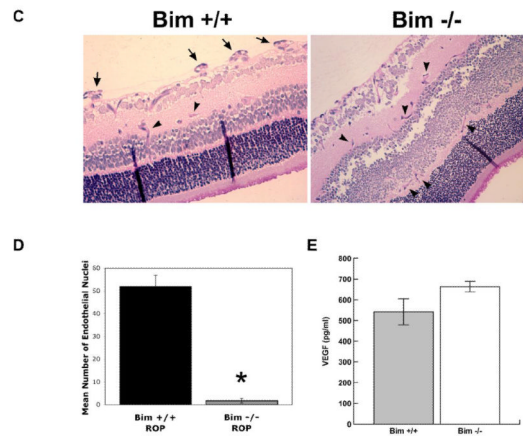 C
Bim +/+
Bim -/-
D
Mean Number of Endothelial Nuclei
50
40
30
20
10
0
*
Bim +/+
ROP
Bim -/-
ROP
E
VEGF (pg/ml)
800
700
600
500
400
300
200
100
0
Bim +/+
Bim -/-